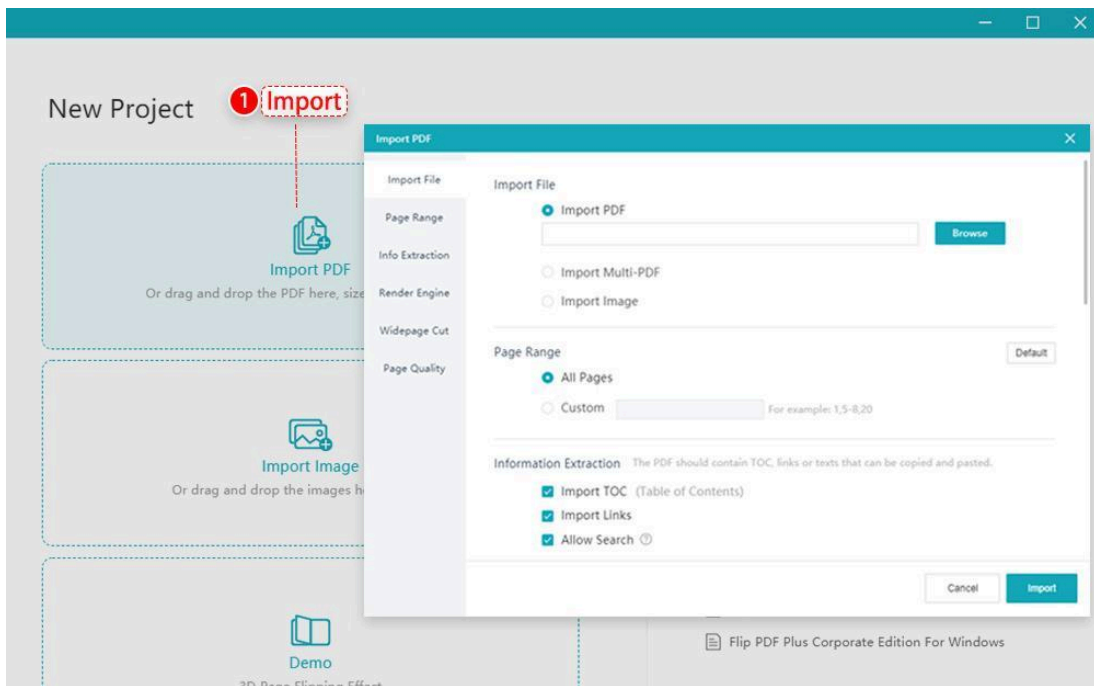 New Project
1 Import
Import PDF
Or drag and drop the PDF here, size
Import Image
Or drag and drop the images h
Demo
3D Page Flipping Effect
Import PDF
Import File
Page Range
Info Extraction
Render Engine
Widepage Cut
Page Quality
Import File
Import PDF
Browse
Import Multi-PDF
Import Image
Page Range
Default
All Pages
Custom For example: 1,5-8,20
Information Extraction The PDF should contain TOC, links or texts that can be copied and pasted.
Import TOC (Table of Contents)
Import Links
Allow Search ?
Cancel Import
Flip PDF Plus Corporate Edition For Windows